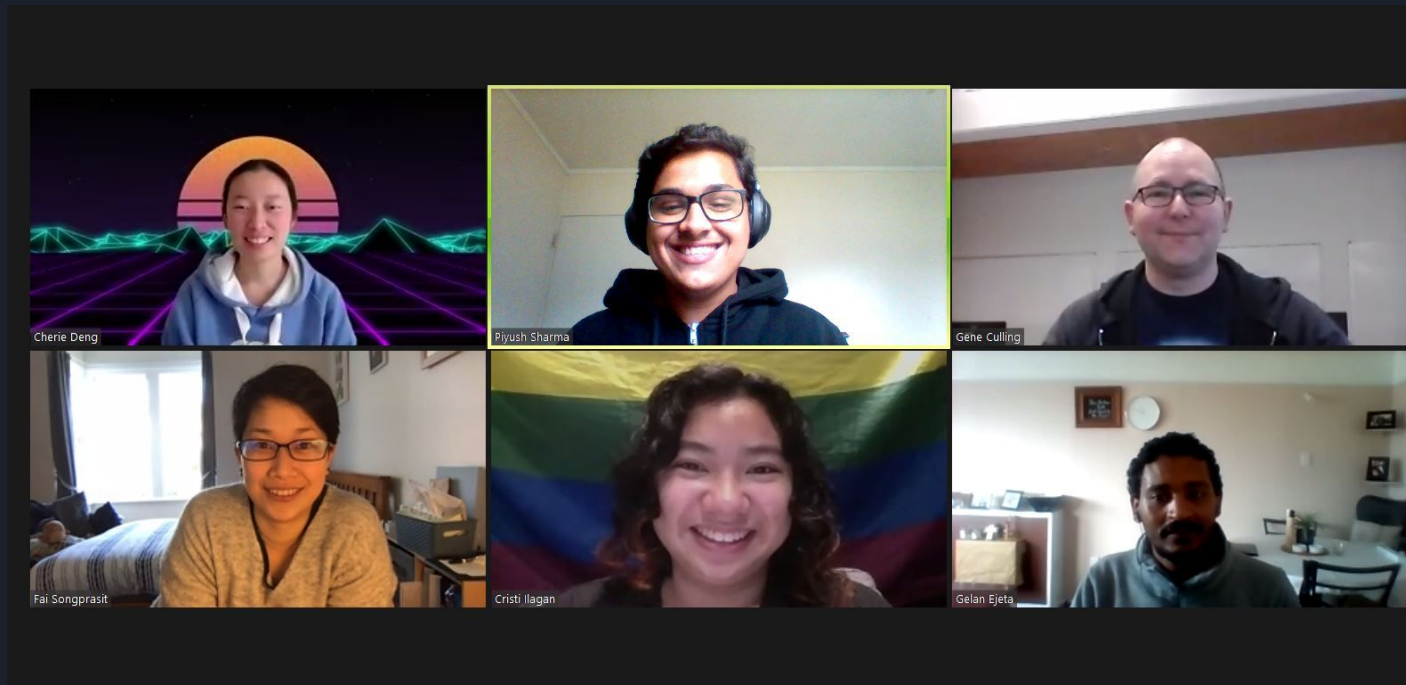 Cherie Deng
Piyush Sharma
Gene Culling
Fai Songprasit
Cristi Ilagan
Gelan Ejeta